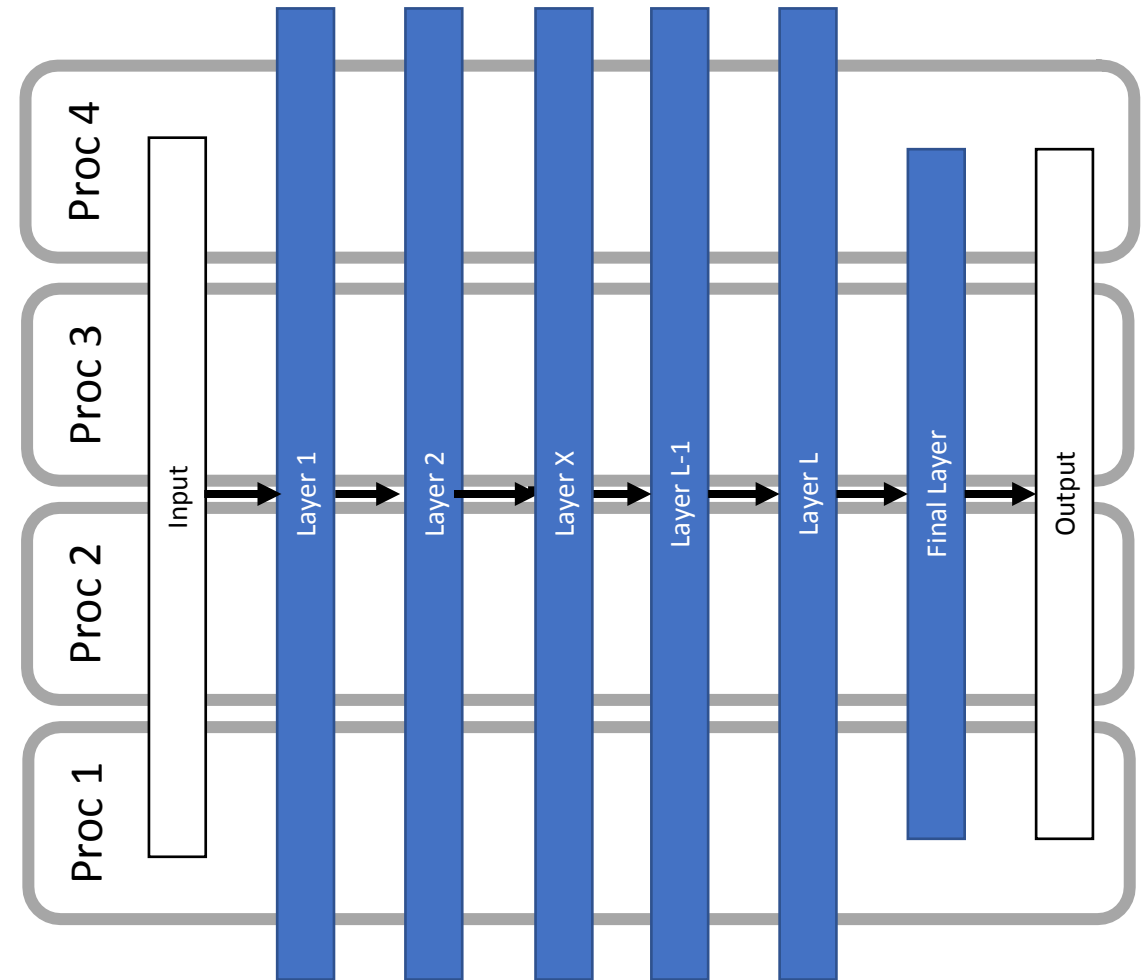 Proc 4
Proc 3
Proc 2
Proc 1
Input
Layer 1
Layer 2
Layer X
Layer L-1
Layer L
Final Layer
Output